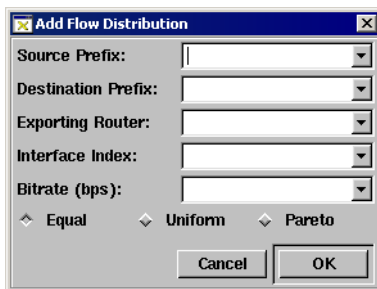 Add Flow Distribution
Source Prefix:
Destination Prefix:
Exporting Router:
Interface Index:
Bitrate (bps):
Equal Uniform Pareto
Cancel OK